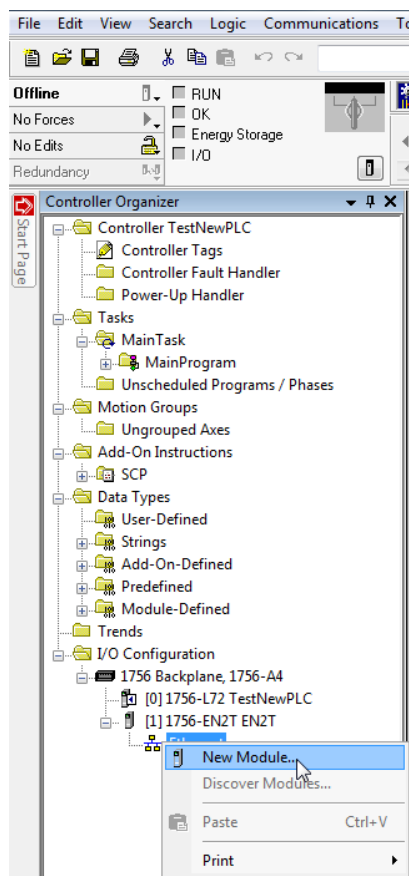 File Edit View Search Logic Communications
Offline
RUN
No Forces
OK
No Edits
Energy Storage
I/O
Redundancy
Controller Organizer
Start Page
Controller TestNewPLC
Controller Tags
Controller Fault Handler
Power-Up Handler
Tasks
MainTask
MainProgram
Unscheduled Programs / Phases
Motion Groups
Ungrouped Axes
Add-On Instructions
SCP
Data Types
User-Defined
Strings
Add-On-Defined
Predefined
Module-Defined
Trends
I/O Configuration
1756 Backplane, 1756-A4
[0] 1756-L72 TestNewPLC
[1] 1756-EN2T EN2T
New Module...
Discover Modules...
Paste Ctrl+V
Print